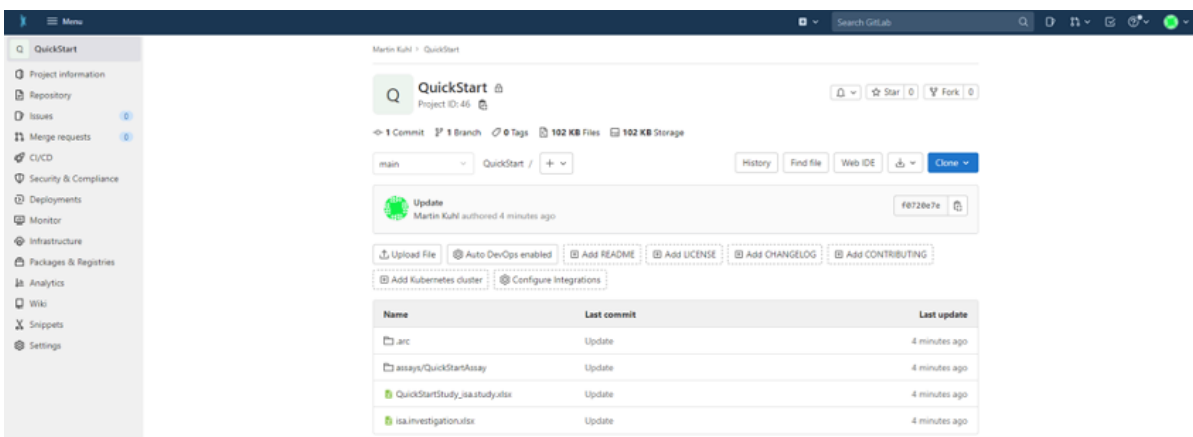 Menu
Search GitLab
Q QuickStart
Project information
Repository
Issues 0
Merge requests 0
CI/CD
Security & Compliance
Deployments
Monitor
Infrastructure
Packages & Registries
Analytics
Wiki
Snippets
Settings
Martin Kuhl > QuickStart
Q
QuickStart
Project ID: 46
1 Commit 1 Branch 0 Tags 102 KB Files 102 KB Storage
Star 0 Fork 0
main QuickStart / + History Find file Web IDE Clone
Update
Martin Kuhl authored 4 minutes ago
f0720e7e
Upload File Auto DevOps enabled Add README Add LICENSE Add CHANGELOG Add CONTRIBUTING
Add Kubernetes cluster Configure Integrations
Name Last commit Last update
.arc Update 4 minutes ago
assays/QuickStartAssay Update 4 minutes ago
QuickStartStudy_isa.study.xlsx Update 4 minutes ago
isa.investigation.xlsx Update 4 minutes ago